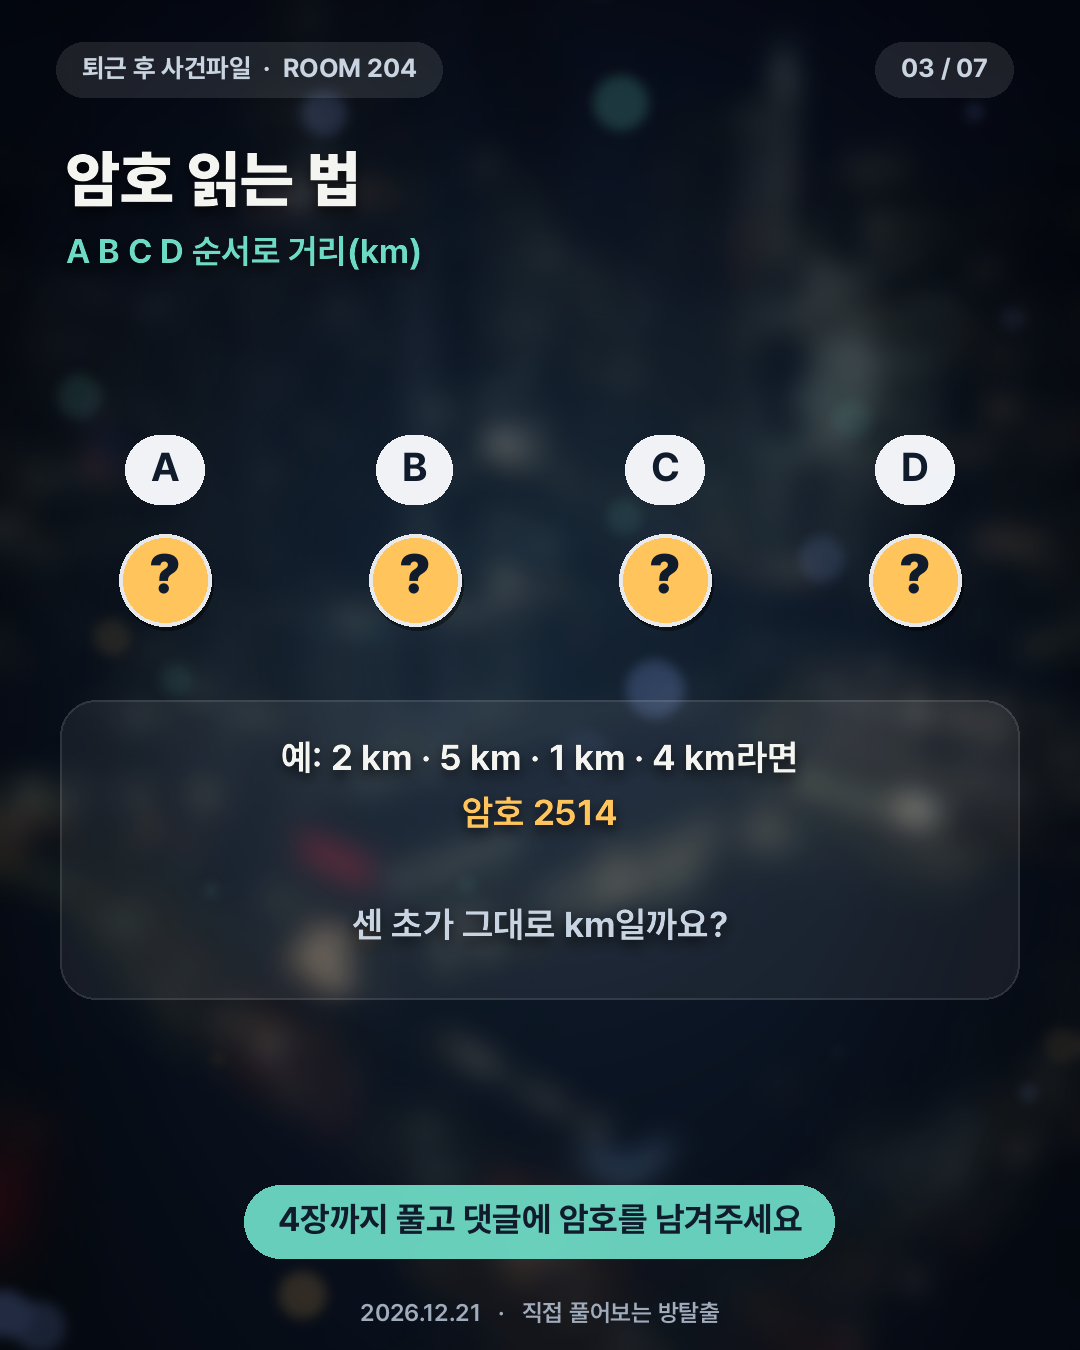 퇴근 후 사건파일 · ROOM 204
03 / 07
암호 읽는 법
A B C D 순서로 거리(km)
A B C D
? ? ? ?
예: 2 km · 5 km · 1 km · 4 km라면
암호 2514
센 초가 그대로 km일까요?
4장까지 풀고 댓글에 암호를 남겨주세요
2026.12.21 · 직접 풀어보는 방탈출